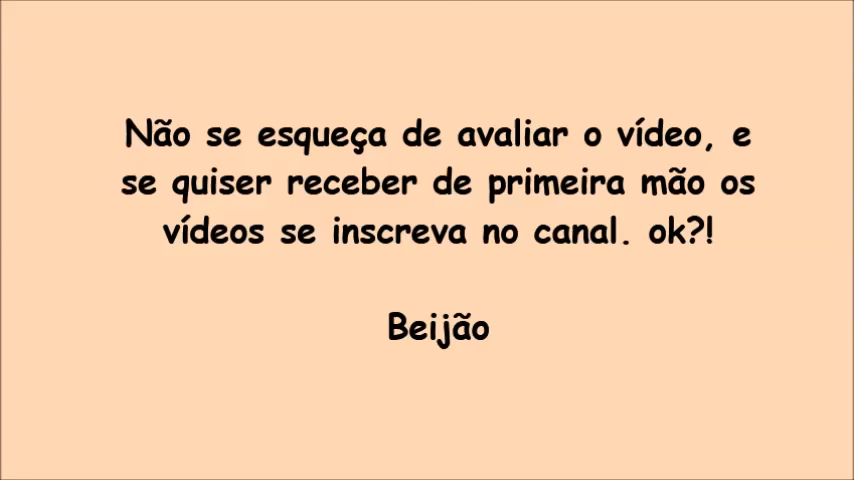 Não se esqueça de avaliar o vídeo, e
se quiser receber de primeira mão os
vídeos se inscreva no canal. ok?!
Beijão